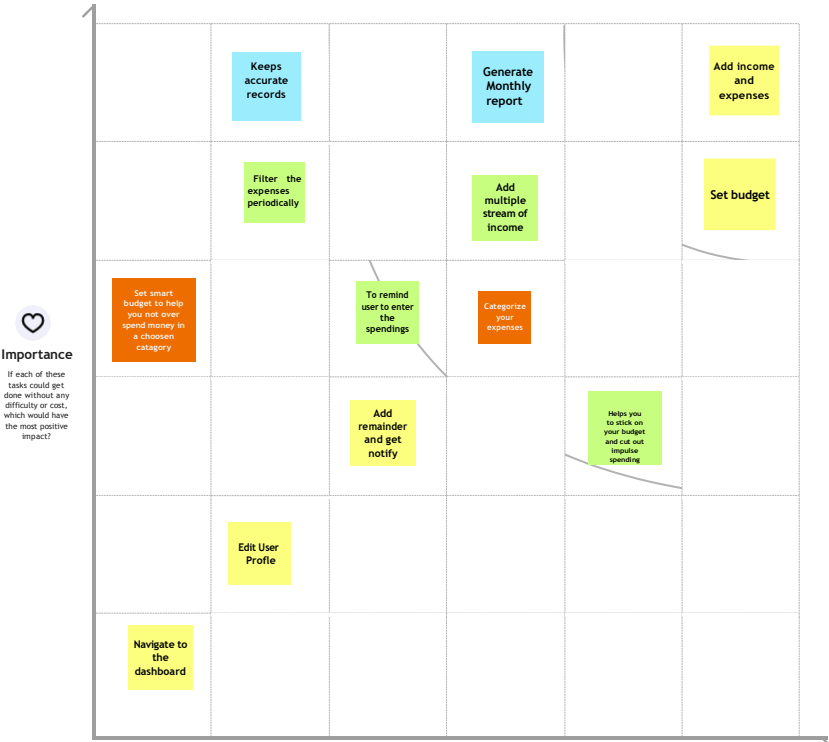 Keeps
accurate
records
Generate
Monthly
report
Add income
and
expenses
Filter the
expenses
periodically
Add
multiple
stream of
income
Set budget
Set smart
budget to help
you not over
spend money in
a choosen
catagory
To remind
user to enter
the
spendings
Categorize
your
expenses
Importance
If each of these
tasks could get
done without any
difficulty or cost,
which would have
the most positive
impact?
Add
remainder
and get
notify
Helps you
to stick on
your budget
and cut out
impulse
spending
Edit User
Profle
Navigate to
the
dashboard